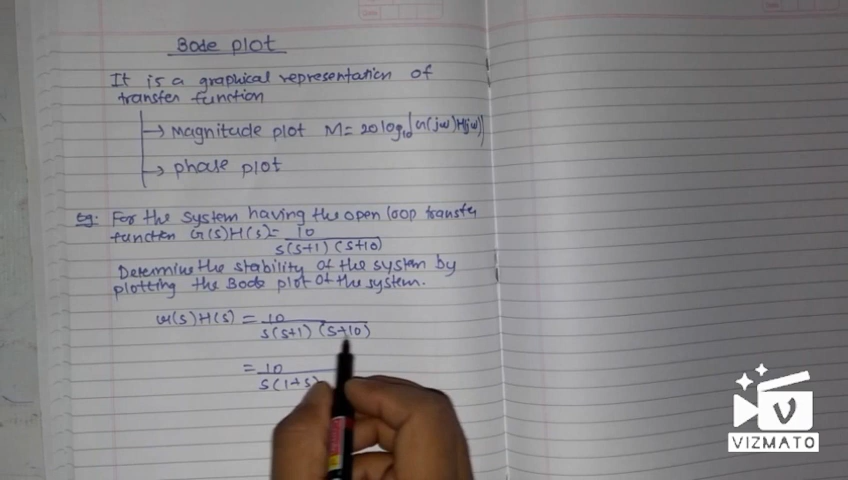 Bode plot
It is a graphical representation of
transfer function
→ Magnitude plot M = 20 log₁₀|G(jω)H(jω)|
→ phase plot
Eg: For the system having the open loop transfer
function G(s)H(s) = 10
s(s+1)(s+10)
Determine the stability of the system by
plotting the Bode plot of the system.
G(s)H(s) = 10
s(s+1)(s+10)
= 10
s(1+s)
V
VIZMATO